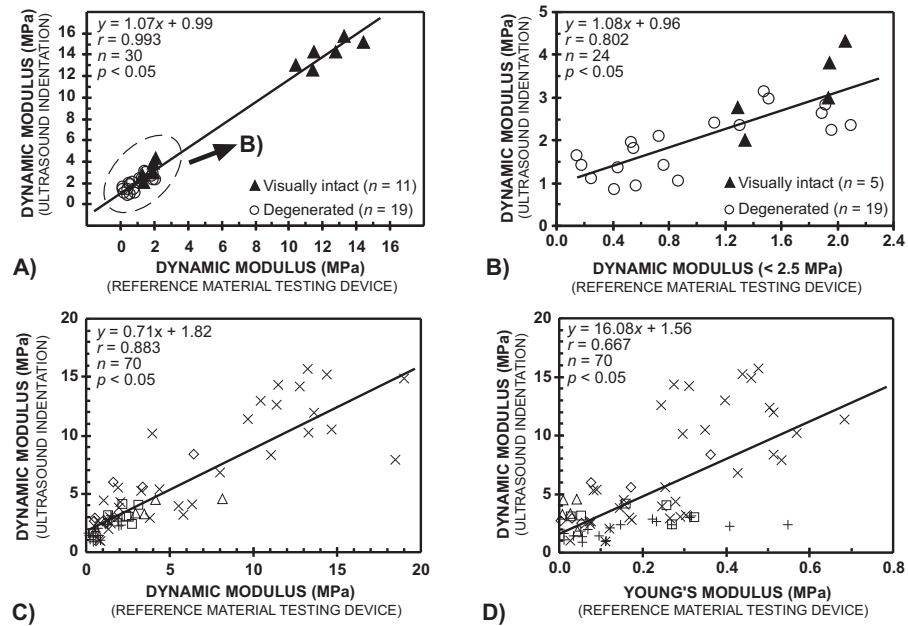 DYNAMIC MODULUS (MPa)
(ULTRASOUND INDENTATION)
y = 1.07x + 0.99
r = 0.993
n = 30
p < 0.05
16
14
12
10
8
6
4
2
0
B)
▲ Visually intact (n = 11)
○ Degenerated (n = 19)
0 2 4 6 8 10 12 14 16
A)
DYNAMIC MODULUS (MPa)
(REFERENCE MATERIAL TESTING DEVICE)
DYNAMIC MODULUS (MPa)
(ULTRASOUND INDENTATION)
y = 1.08x + 0.96
r = 0.802
n = 24
p < 0.05
5
4
3
2
1
0
▲ Visually intact (n = 5)
○ Degenerated (n = 19)
0.0 0.4 0.8 1.2 1.6 2.0 2.4
B)
DYNAMIC MODULUS (< 2.5 MPa)
(REFERENCE MATERIAL TESTING DEVICE)
DYNAMIC MODULUS (MPa)
(ULTRASOUND INDENTATION)
y = 0.71x + 1.82
r = 0.883
n = 70
p < 0.05
20
15
10
5
0
0 5 10 15 20
C)
DYNAMIC MODULUS (MPa)
(REFERENCE MATERIAL TESTING DEVICE)
DYNAMIC MODULUS (MPa)
(ULTRASOUND INDENTATION)
y = 16.08x + 1.56
r = 0.667
n = 70
p < 0.05
20
15
10
5
0
0.0 0.2 0.4 0.6 0.8
D)
YOUNG'S MODULUS (MPa)
(REFERENCE MATERIAL TESTING DEVICE)